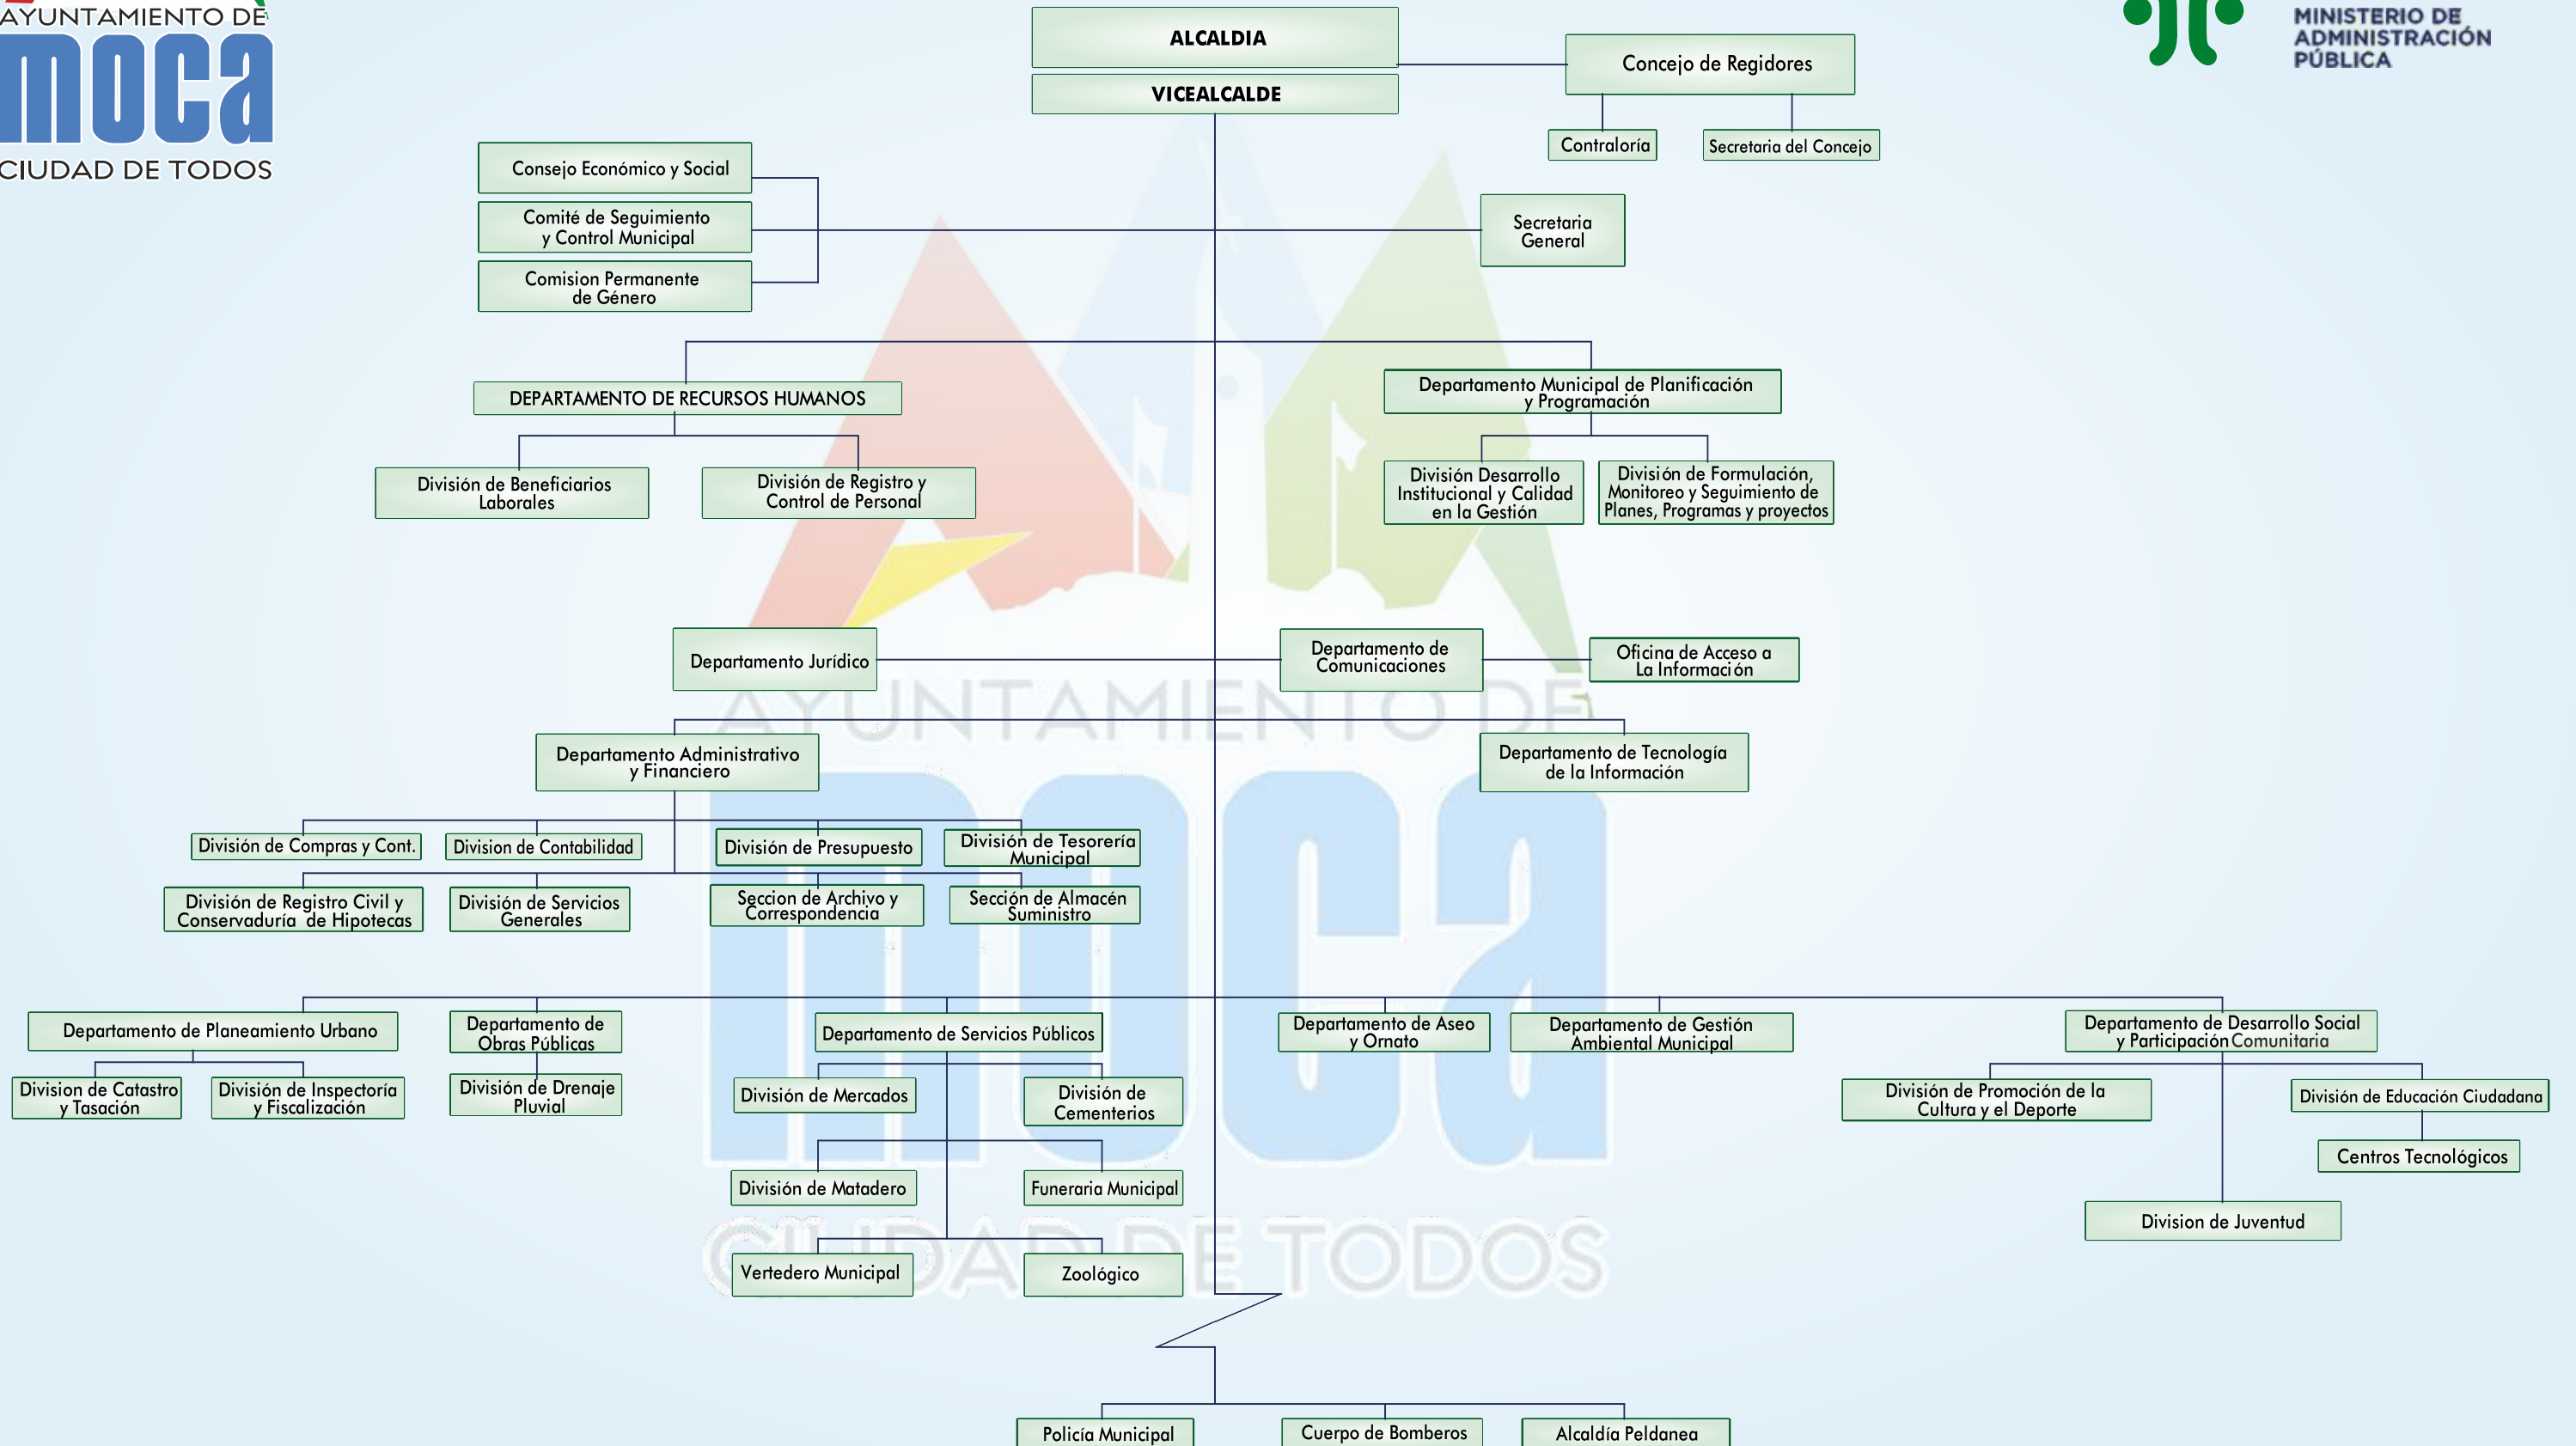 AYUNTAMIENTO DE
moca
CIUDAD DE TODOS
MINISTERIO DE
ADMINISTRACIÓN
PÚBLICA
ALCALDIA
VICEALCALDE
Concejo de Regidores
Contraloría
Secretaria del Concejo
Consejo Económico y Social
Comité de Seguimiento
y Control Municipal
Comision Permanente
de Género
Secretaria
General
DEPARTAMENTO DE RECURSOS HUMANOS
Departamento Municipal de Planificación
y Programación
División de Beneficiarios
Laborales
División de Registro y
Control de Personal
División Desarrollo
Institucional y Calidad
en la Gestión
División de Formulación,
Monitoreo y Seguimiento de
Planes, Programas y proyectos
Departamento Jurídico
Departamento de
Comunicaciones
Oficina de Acceso a
La Información
AYUNTAMIENTO DE
moca
CIUDAD DE TODOS
Departamento Administrativo
y Financiero
Departamento de Tecnología
de la Información
División de Compras y Cont.
Division de Contabilidad
División de Presupuesto
División de Tesorería
Municipal
División de Registro Civil y
Conservaduría de Hipotecas
División de Servicios
Generales
Seccion de Archivo y
Correspondencia
Sección de Almacén
Suministro
Departamento de Planeamiento Urbano
Departamento de
Obras Públicas
Departamento de Servicios Públicos
Departamento de Aseo
y Ornato
Departamento de Gestión
Ambiental Municipal
Departamento de Desarrollo Social
y Participación Comunitaria
Division de Catastro
y Tasación
División de Inspectoría
y Fiscalización
División de Drenaje
Pluvial
División de Mercados
División de
Cementerios
División de Promoción de la
Cultura y el Deporte
División de Educación Ciudadana
Centros Tecnológicos
División de Matadero
Funeraria Municipal
Division de Juventud
Vertedero Municipal
Zoológico
Policía Municipal
Cuerpo de Bomberos
Alcaldía Peldanea